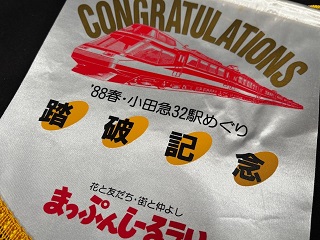 CONGRATULATIONS
'88春・小田急32駅めぐり
踏破記念
花と友だち・街と仲よし
まっぷんしーるラリー